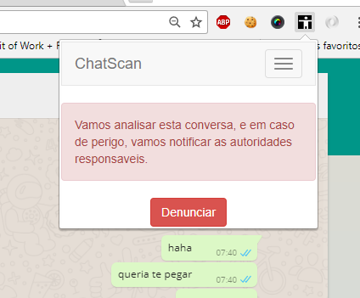 ABP
it of Work +
s favoritos
ChatScan
Vamos analisar esta conversa, e em caso
de perigo, vamos notificar as autoridades
responsaveis.
Denunciar
haha
07:40
queria te pegar
07:40